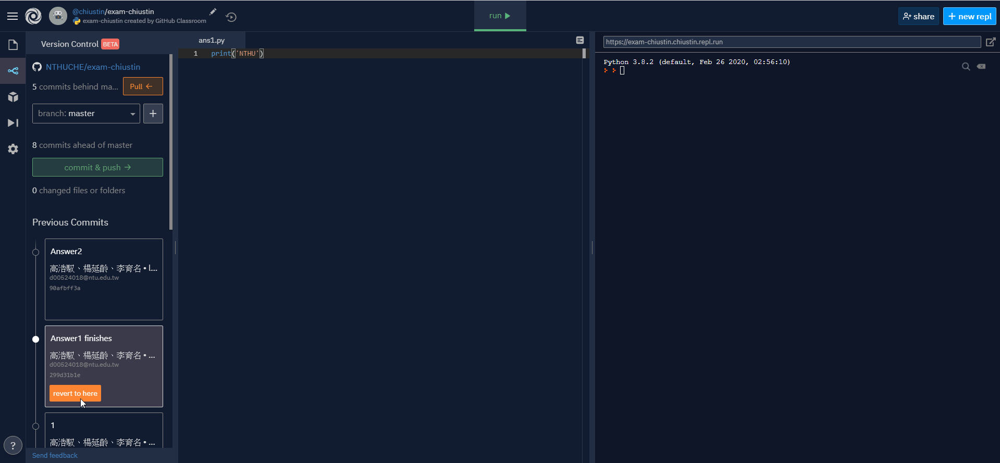 @chiustin/exam-chiustin
exam-chiustin created by GitHub Classroom
run
share
+ new repl
Version Control BETA
NTHUCHE/exam-chiustin
5 commits behind ma... Pull ←
branch: master
+
8 commits ahead of master
commit & push →
0 changed files or folders
Previous Commits
Answer2
高浩馭、楊延齡、李育名 • l...
d00524018@ntu.edu.tw
90afbff3a
Answer1 finishes
高浩馭、楊延齡、李育名 • ...
d00524018@ntu.edu.tw
299d31b1e
revert to here
1
高浩馭、楊延齡、李育名 • ...
Send feedback
?
ans1.py
1 print('NTHU')
https://exam-chiustin.chiustin.repl.run
Python 3.8.2 (default, Feb 26 2020, 02:56:10)